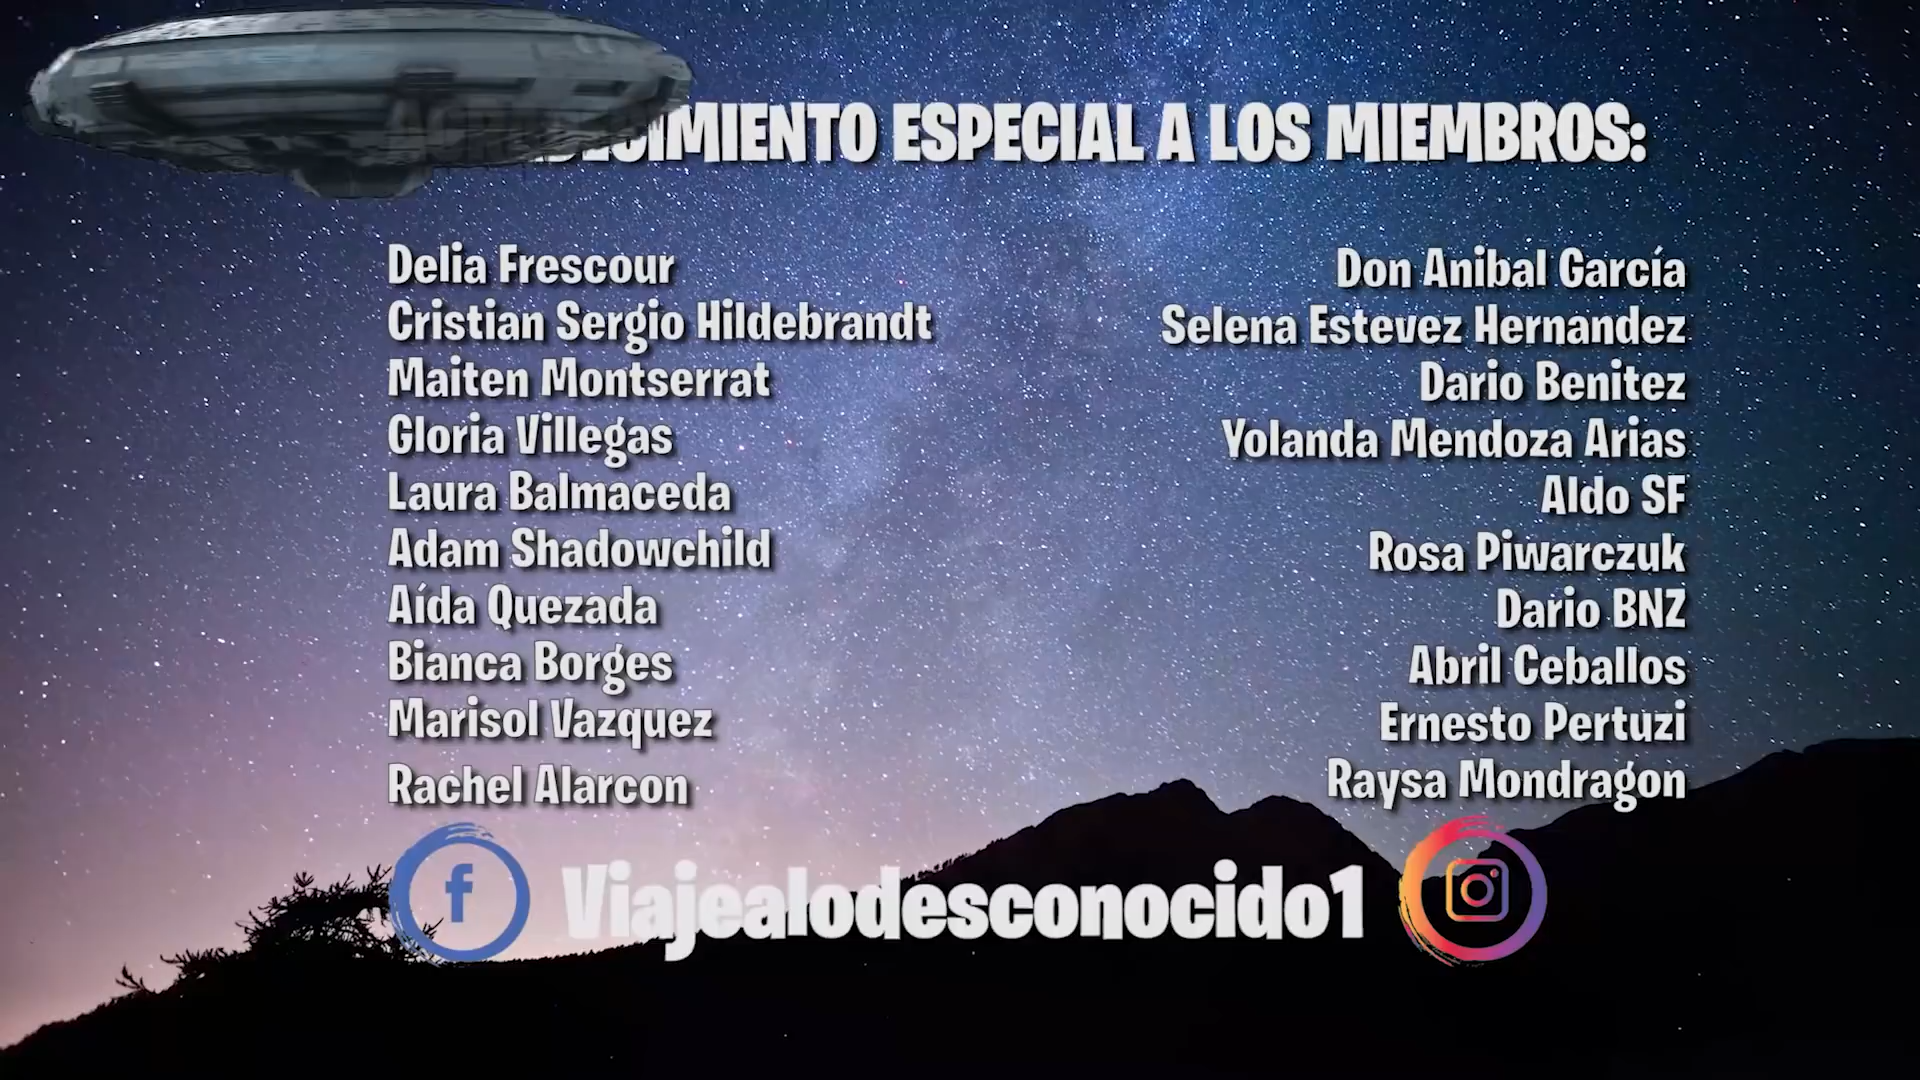 AGRADECIMIENTO ESPECIAL A LOS MIEMBROS:
Delia Frescour
Cristian Sergio Hildebrandt
Maiten Montserrat
Gloria Villegas
Laura Balmaceda
Adam Shadowchild
Aída Quezada
Bianca Borges
Marisol Vazquez
Rachel Alarcon
Don Anibal García
Selena Estevez Hernandez
Dario Benitez
Yolanda Mendoza Arias
Aldo SF
Rosa Piwarczuk
Dario BNZ
Abril Ceballos
Ernesto Pertuzi
Raysa Mondragon
Viajealodesconocido1